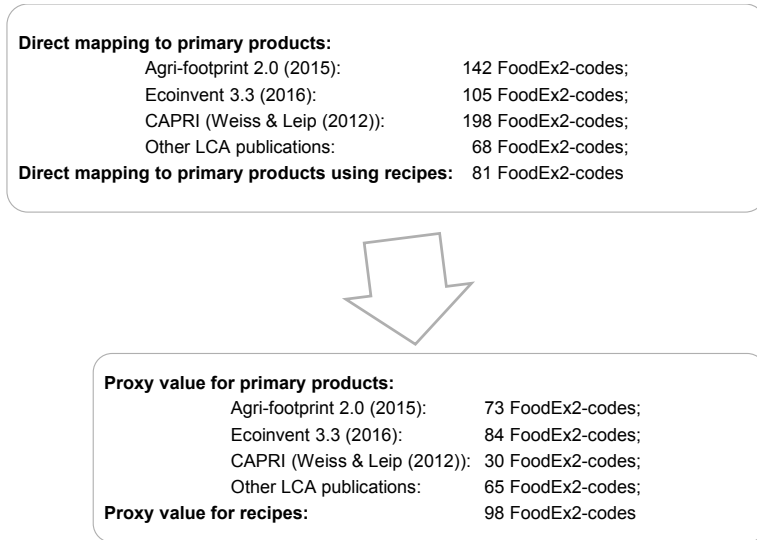 Direct mapping to primary products:
Agri-footprint 2.0 (2015): 142 FoodEx2-codes;
Ecoinvent 3.3 (2016): 105 FoodEx2-codes;
CAPRI (Weiss & Leip (2012)): 198 FoodEx2-codes;
Other LCA publications: 68 FoodEx2-codes;
Direct mapping to primary products using recipes: 81 FoodEx2-codes
Proxy value for primary products:
Agri-footprint 2.0 (2015): 73 FoodEx2-codes;
Ecoinvent 3.3 (2016): 84 FoodEx2-codes;
CAPRI (Weiss & Leip (2012)): 30 FoodEx2-codes;
Other LCA publications: 65 FoodEx2-codes;
Proxy value for recipes: 98 FoodEx2-codes